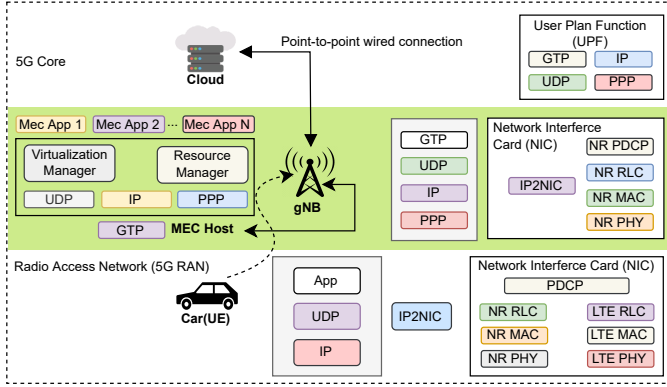 5G Core
Cloud
Point-to-point wired connection
User Plan Function
(UPF)
GTP
IP
UDP
PPP
Mec App 1
Mec App 2
...
Mec App N
Virtualization
Manager
Resource
Manager
UDP
IP
PPP
GTP
MEC Host
gNB
GTP
UDP
IP
PPP
Network Interferce
Card (NIC)
IP2NIC
NR PDCP
NR RLC
NR MAC
NR PHY
Radio Access Network (5G RAN)
Car(UE)
App
UDP
IP
IP2NIC
Network Interferce Card (NIC)
PDCP
NR RLC
LTE RLC
NR MAC
LTE MAC
NR PHY
LTE PHY